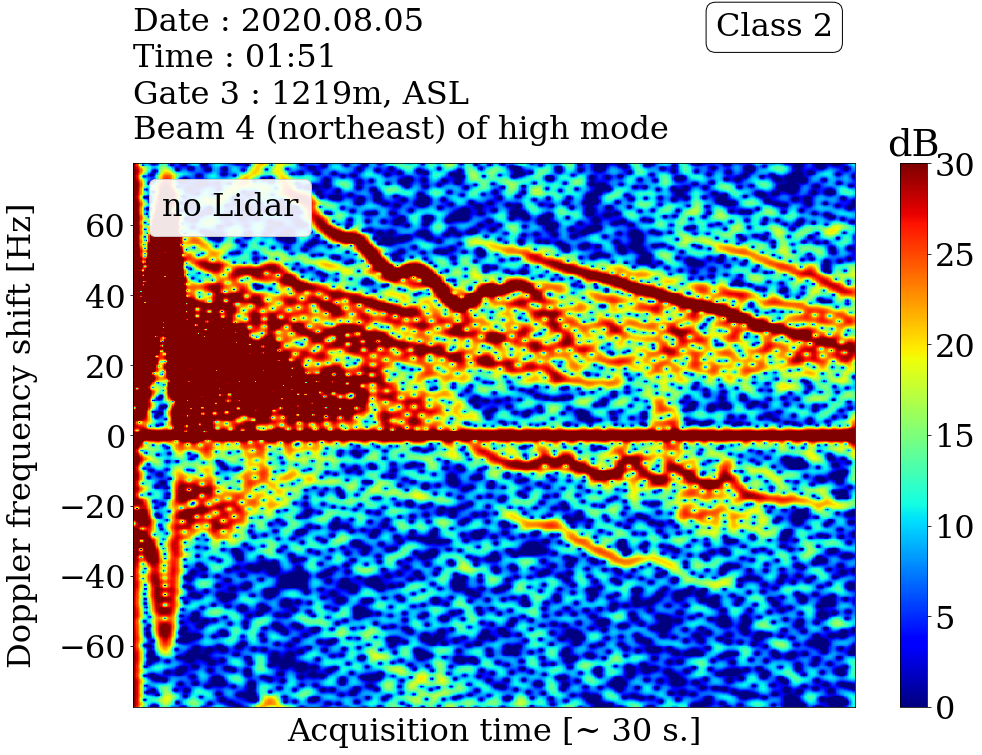 Date : 2020.08.05
Time : 01:51
Gate 3 : 1219m, ASL
Beam 4 (northeast) of high mode
Class 2
dB
no Lidar
Doppler frequency shift [Hz]
60
40
20
0
−20
−40
−60
Acquisition time [~ 30 s.]
30
25
20
15
10
5
0